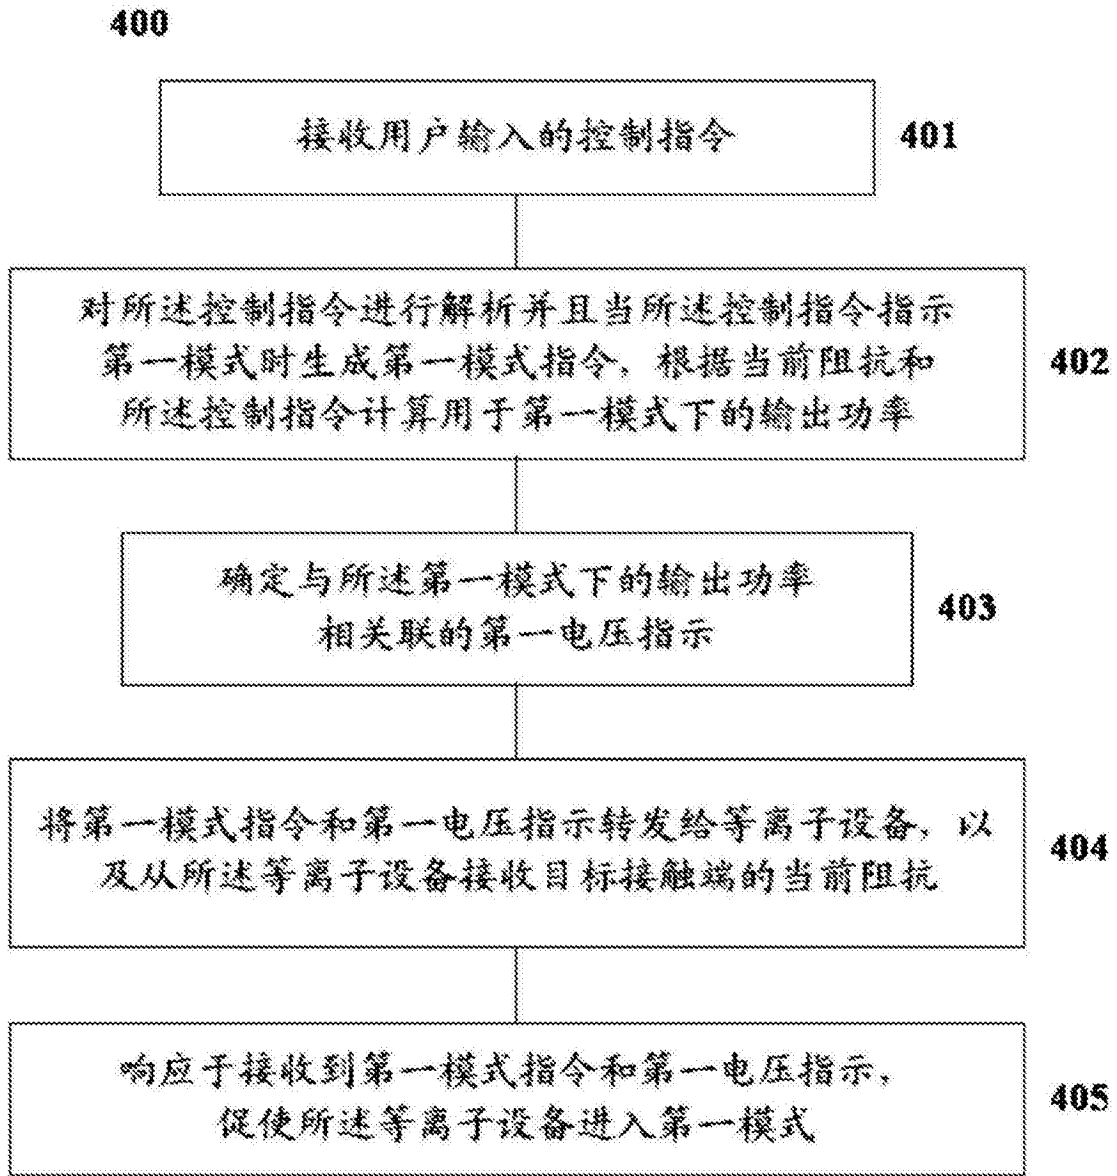 400
接收用户输入的控制指令
401
对所述控制指令进行解析并且当所述控制指令指示
第一模式时生成第一模式指令，根据当前阻抗和
所述控制指令计算用于第一模式下的输出功率
402
确定与所述第一模式下的输出功率
相关联的第一电压指示
403
将第一模式指令和第一电压指示转发给等离子设备，以
及从所述等离子设备接收目标接触端的当前阻抗
404
响应于接收到第一模式指令和第一电压指示，
促使所述等离子设备进入第一模式
405